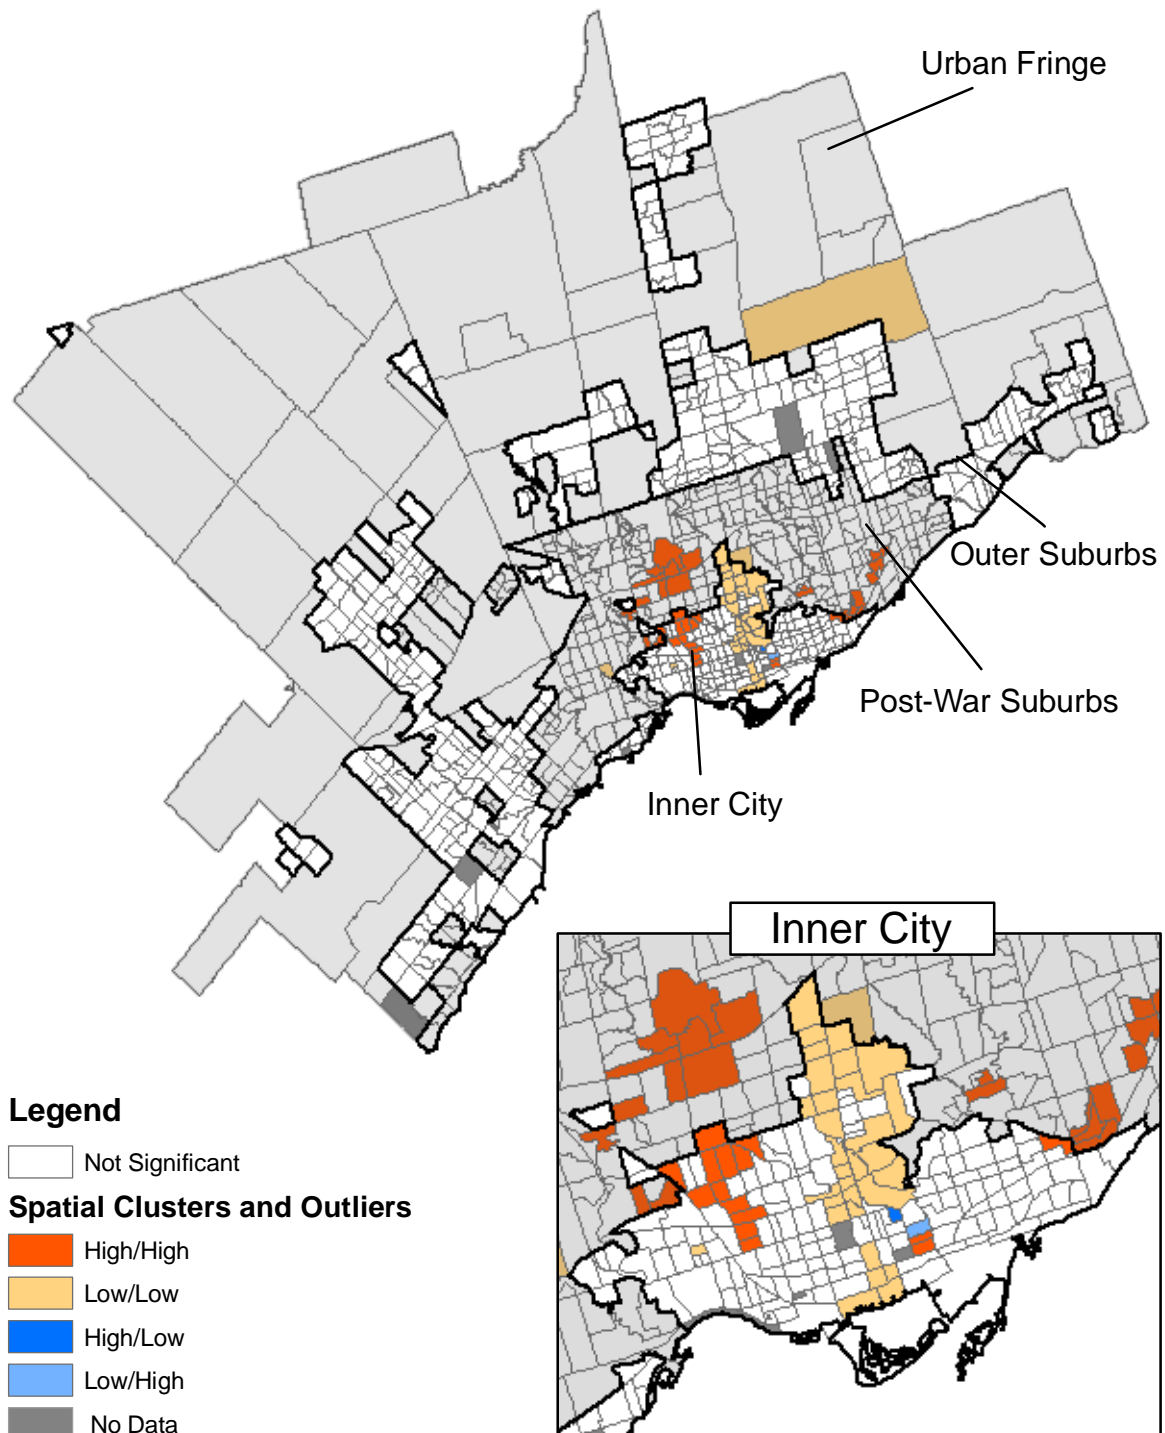 Urban Fringe
Outer Suburbs
Post-War Suburbs
Inner City
Inner City
Legend
Not Significant
Spatial Clusters and Outliers
High/High
Low/Low
High/Low
Low/High
No Data